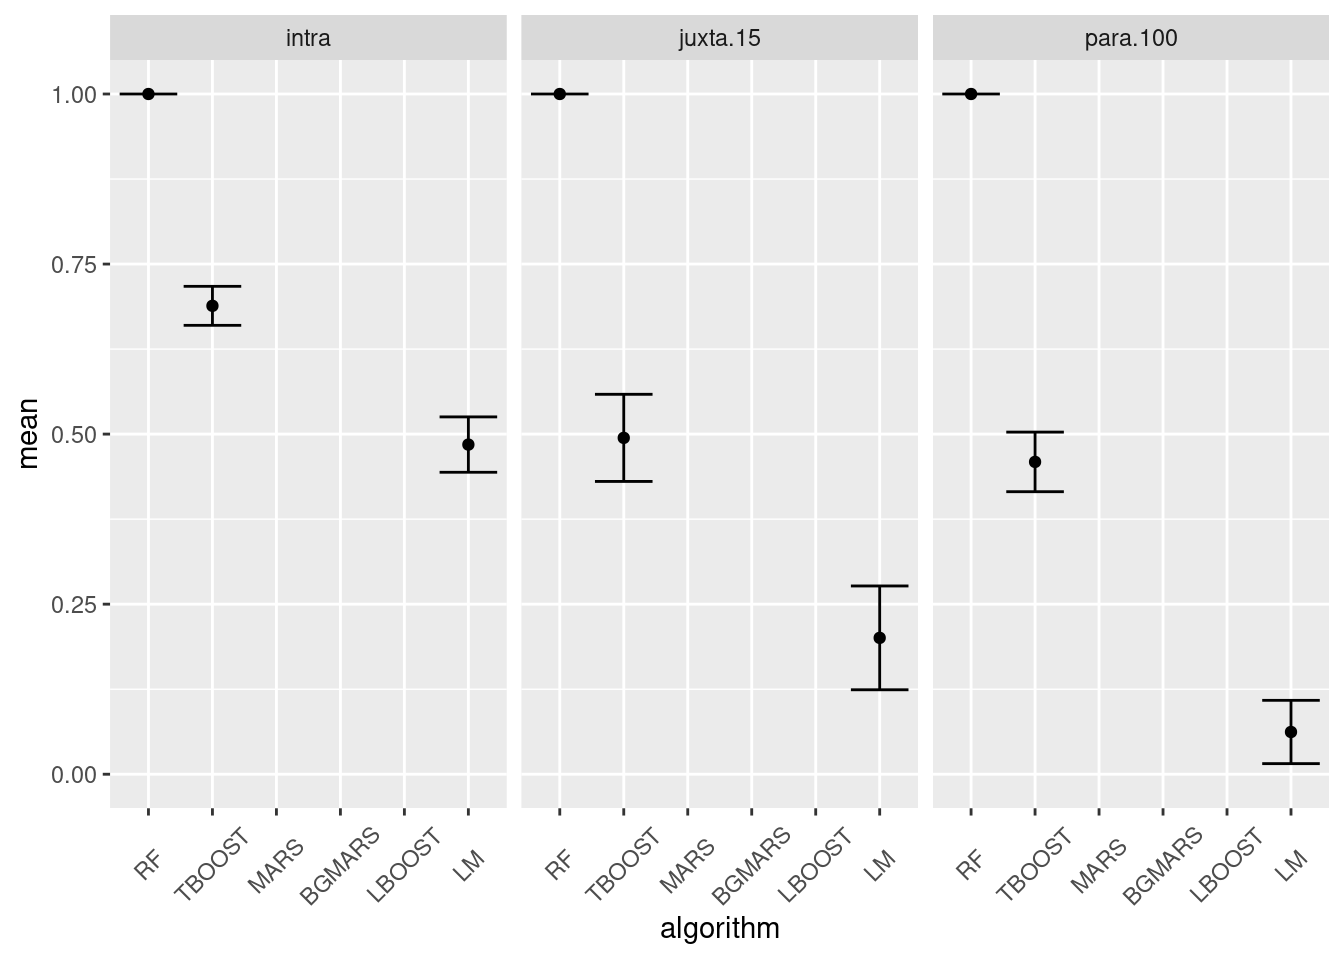 intra juxta.15 para.100
1.00
0.75
0.50
0.25
0.00
mean
RF TBOOST MARS BGMARS LBOOST LM RF TBOOST MARS BGMARS LBOOST LM RF TBOOST MARS BGMARS LBOOST LM
algorithm